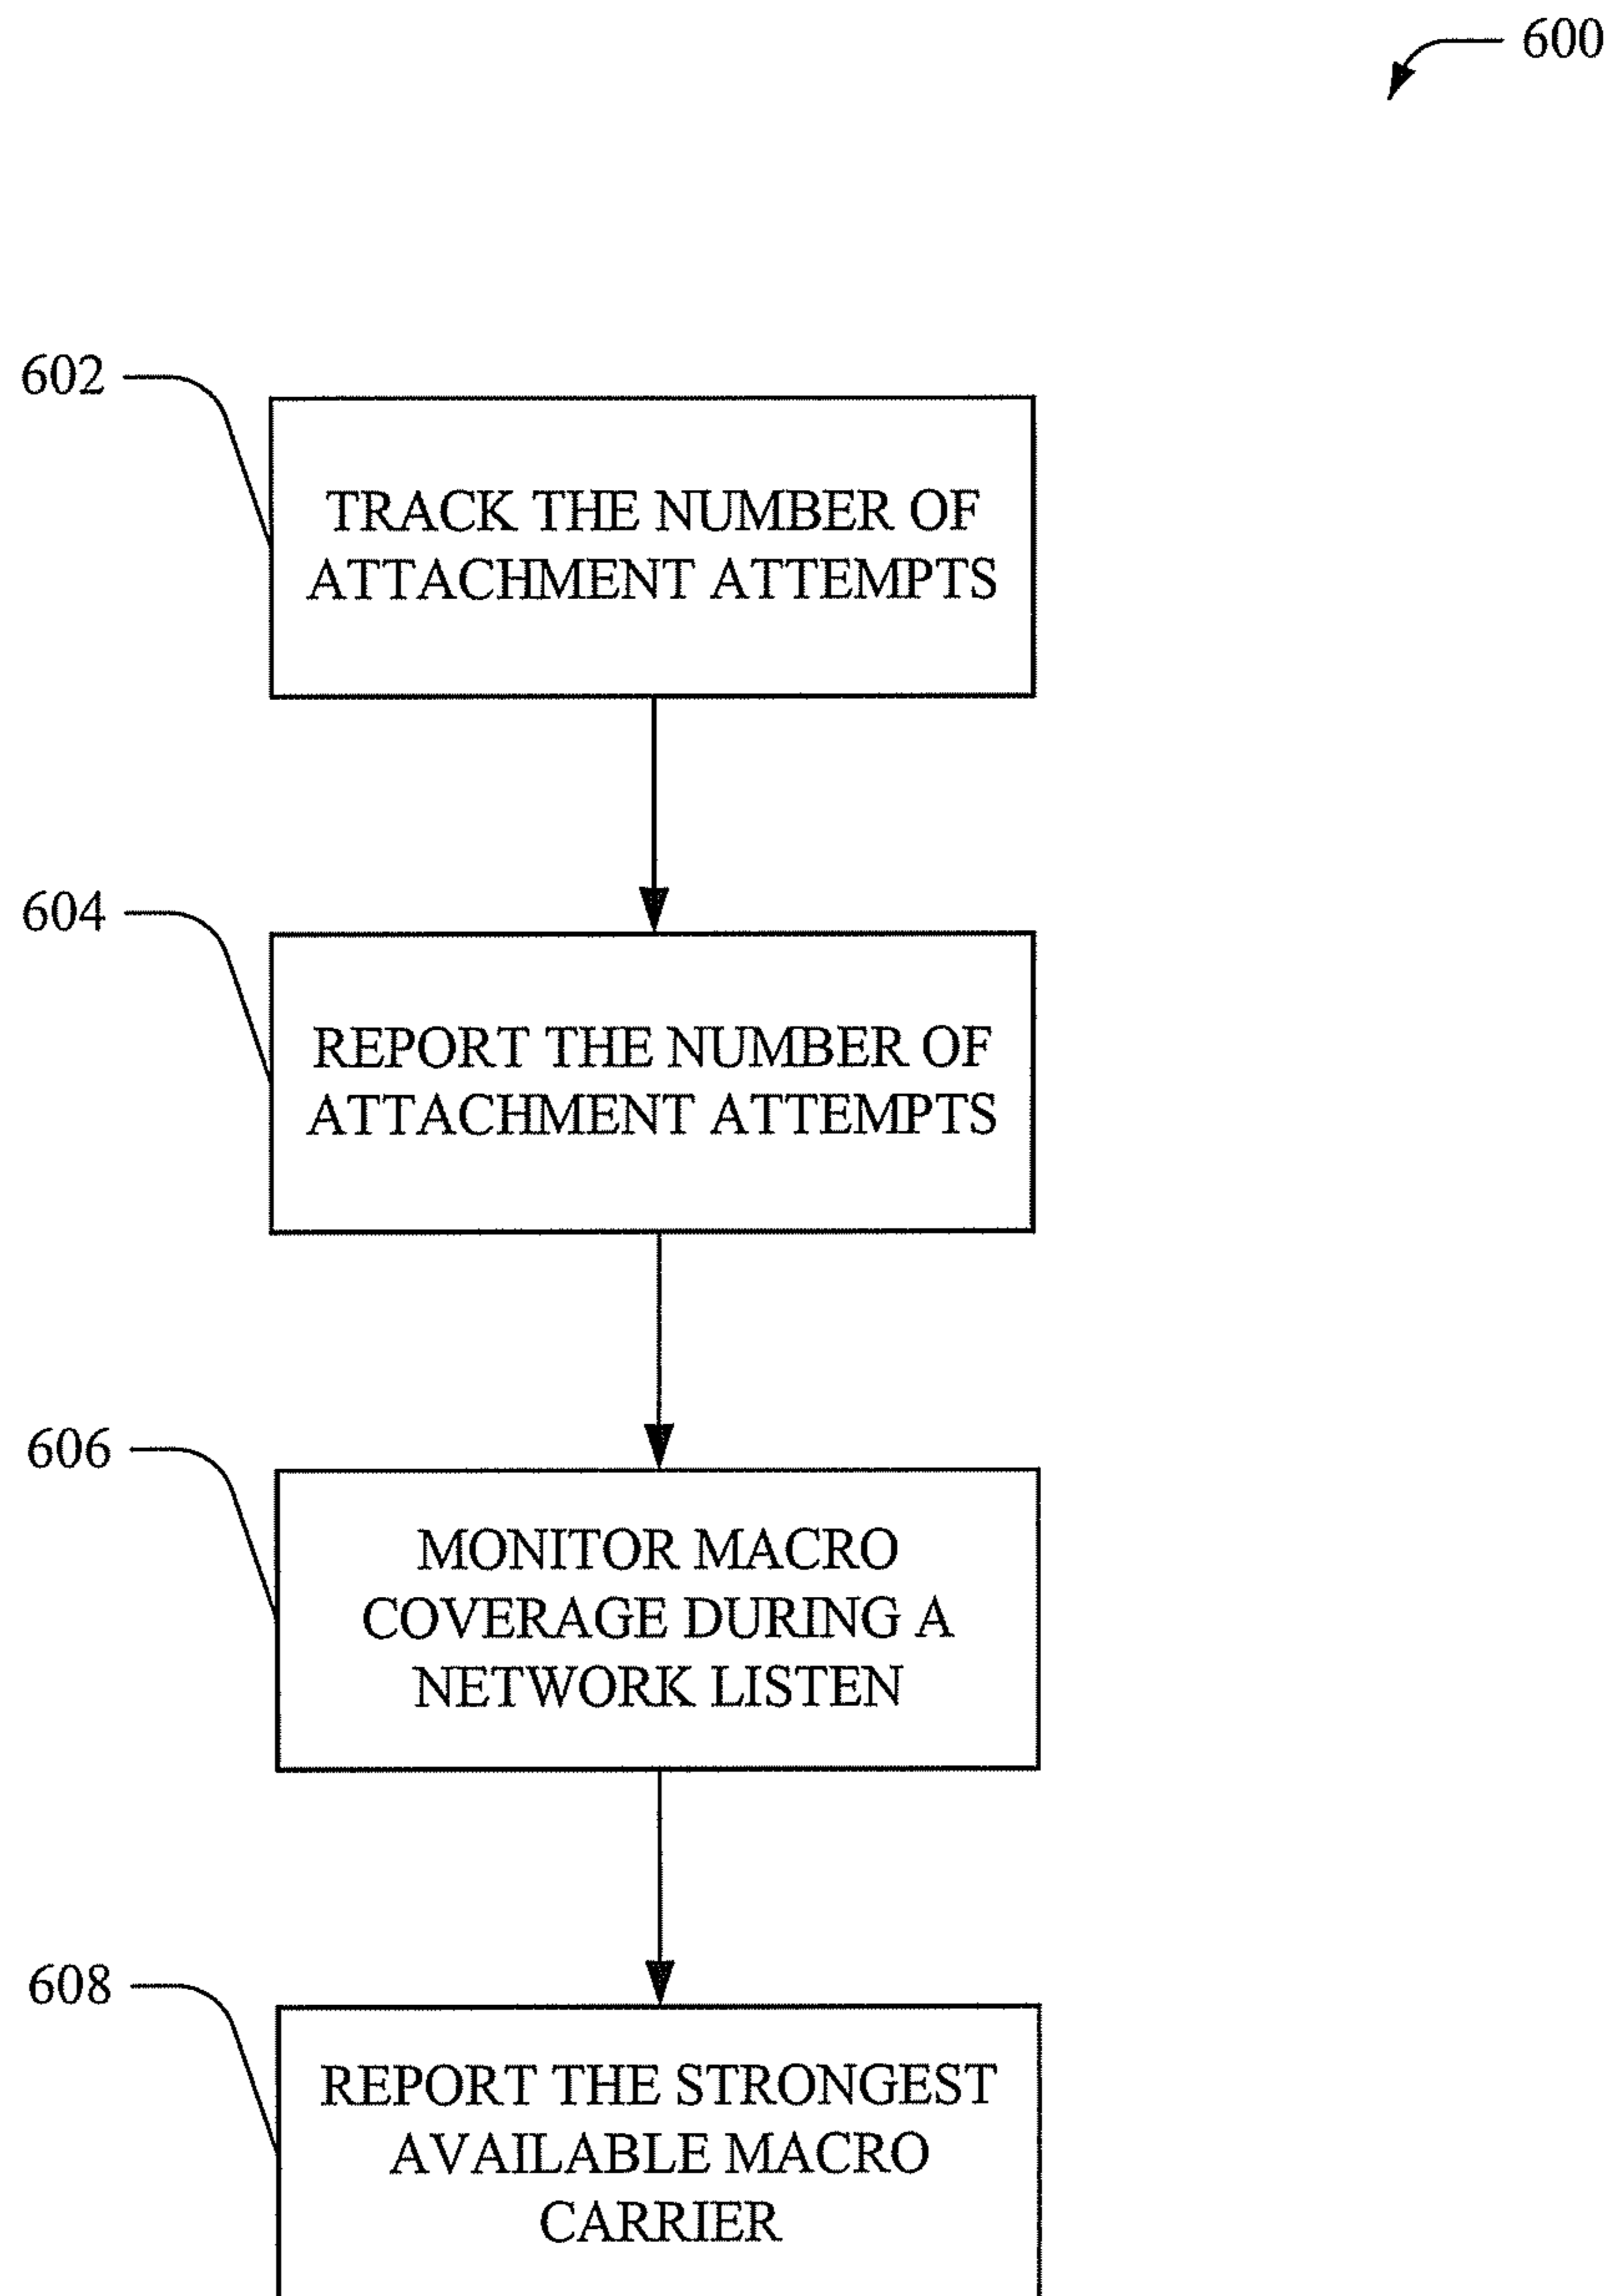 600
602
TRACK THE NUMBER OF
ATTACHMENT ATTEMPTS
604
REPORT THE NUMBER OF
ATTACHMENT ATTEMPTS
606
MONITOR MACRO
COVERAGE DURING A
NETWORK LISTEN
608
REPORT THE STRONGEST
AVAILABLE MACRO
CARRIER